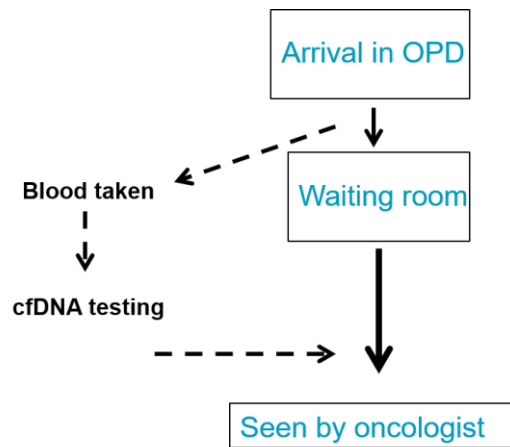 Arrival in OPD
Waiting room
Blood taken
cfDNA testing
Seen by oncologist